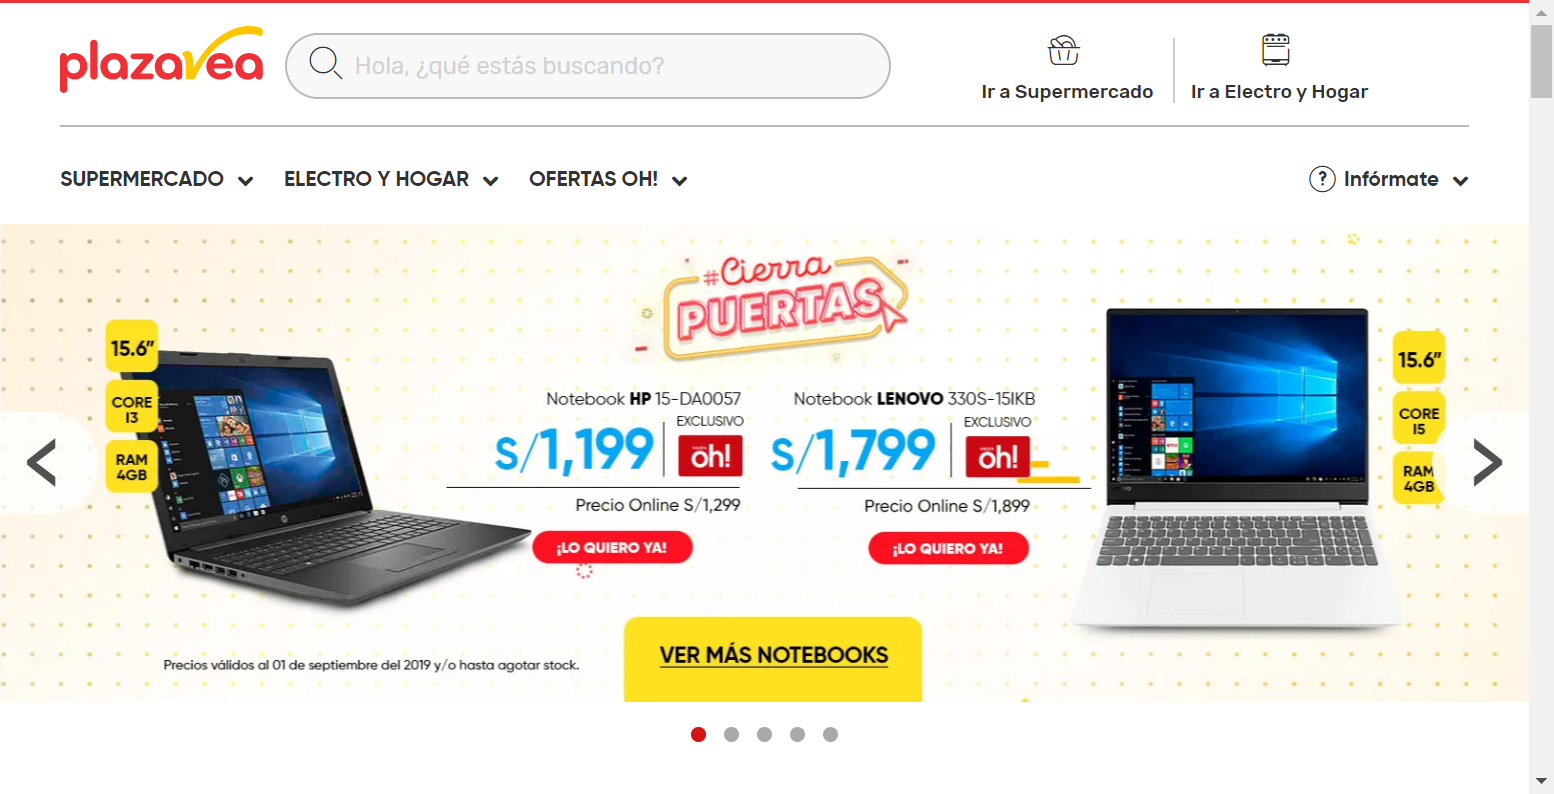 plazavea
Hola, ¿qué estás buscando?
Ir a Supermercado
Ir a Electro y Hogar
SUPERMERCADO
ELECTRO Y HOGAR
OFERTAS OH!
? Infórmate
#Cierra
PUERTAS
15.6”
CORE
I3
RAM
4GB
Notebook HP 15-DA0057
EXCLUSIVO
S/1,199
oh!
Precio Online S/1,299
¡LO QUIERO YA!
Notebook LENOVO 330S-15IKB
EXCLUSIVO
S/1,799
oh!
Precio Online S/1,899
¡LO QUIERO YA!
15.6”
CORE
I5
RAM
4GB
Precios válidos al 01 de septiembre del 2019 y/o hasta agotar stock.
VER MÁS NOTEBOOKS